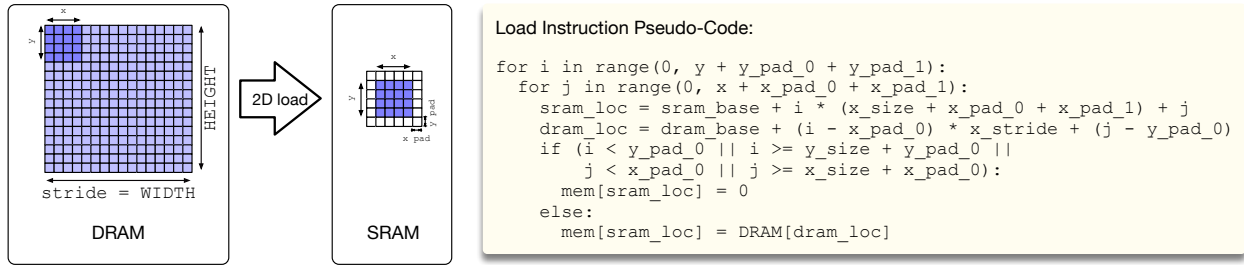 x
y
HEIGHT
stride = WIDTH
DRAM
2D load
x
y
y pad
x pad
SRAM
Load Instruction Pseudo-Code:
for i in range(0, y + y_pad_0 + y_pad_1):
  for j in range(0, x + x_pad_0 + x_pad_1):
    sram_loc = sram_base + i * (x_size + x_pad_0 + x_pad_1) + j
    dram_loc = dram_base + (i - x_pad_0) * x_stride + (j - y_pad_0)
    if (i < y_pad_0 || i >= y_size + y_pad_0 ||
        j < x_pad_0 || j >= x_size + x_pad_0):
      mem[sram_loc] = 0
    else:
      mem[sram_loc] = DRAM[dram_loc]